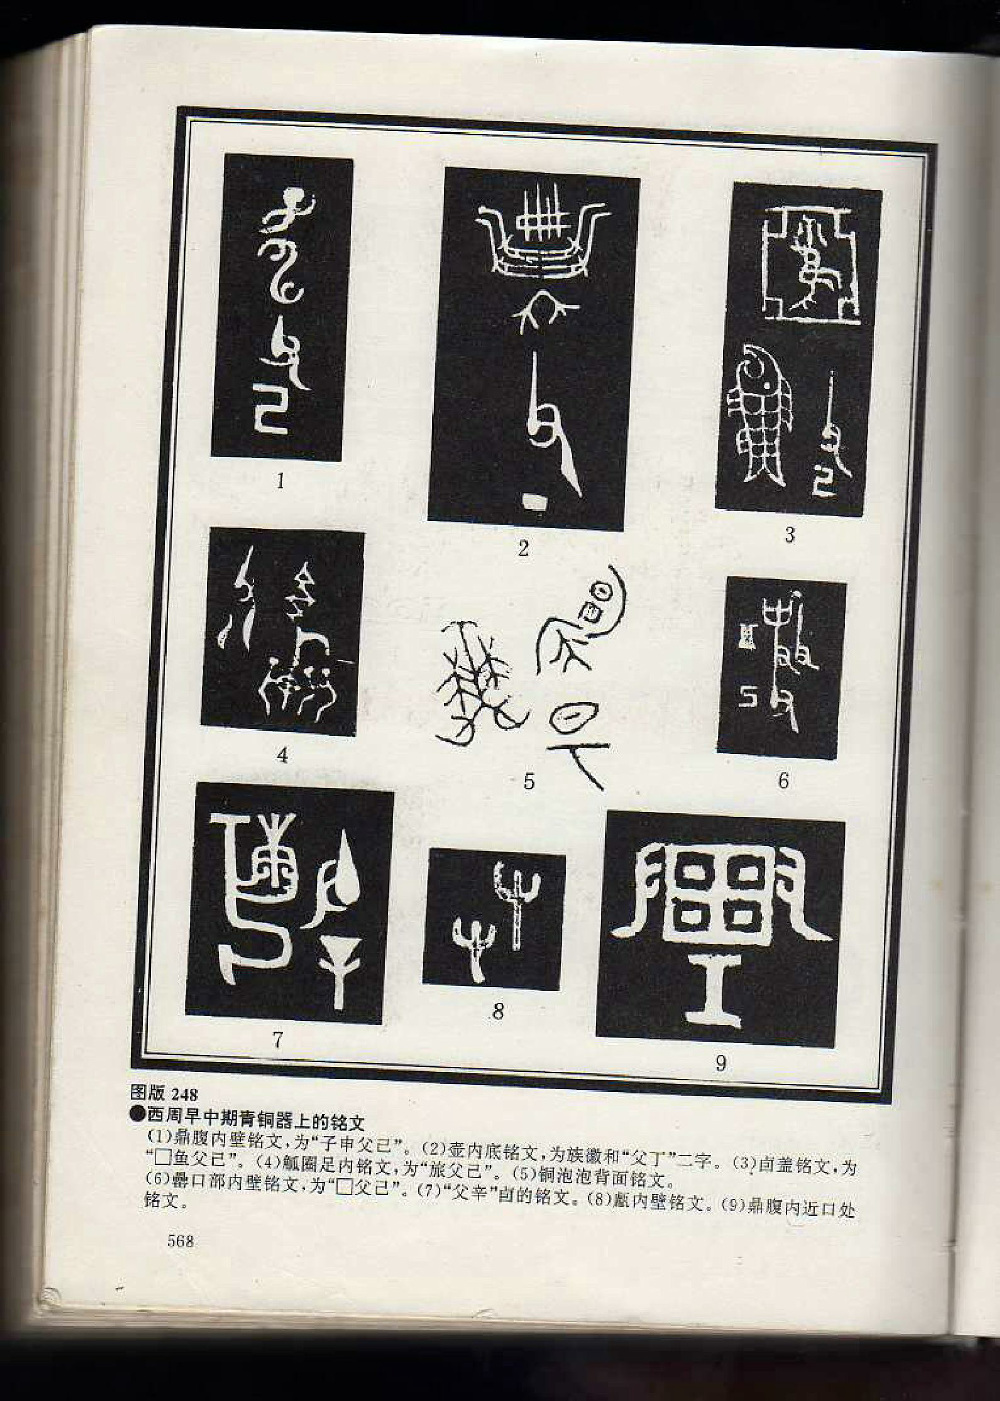 1
2
3
4
5
6
7
8
9
图版 248
●西周早中期青铜器上的铭文
(1)鼎腹内壁铭文,为“子申父己”。(2)壶内底铭文,为族徽和“父丁”二字。(3)卣盖铭文,为
“□鱼父己”。(4)觚圈足内铭文,为“旅父己”。(5)铜泡泡背面铭文。
(6)罍口部内壁铭文,为“□父己”。(7)“父辛”卣的铭文。(8)甗内壁铭文。(9)鼎腹内近口处
铭文。
568